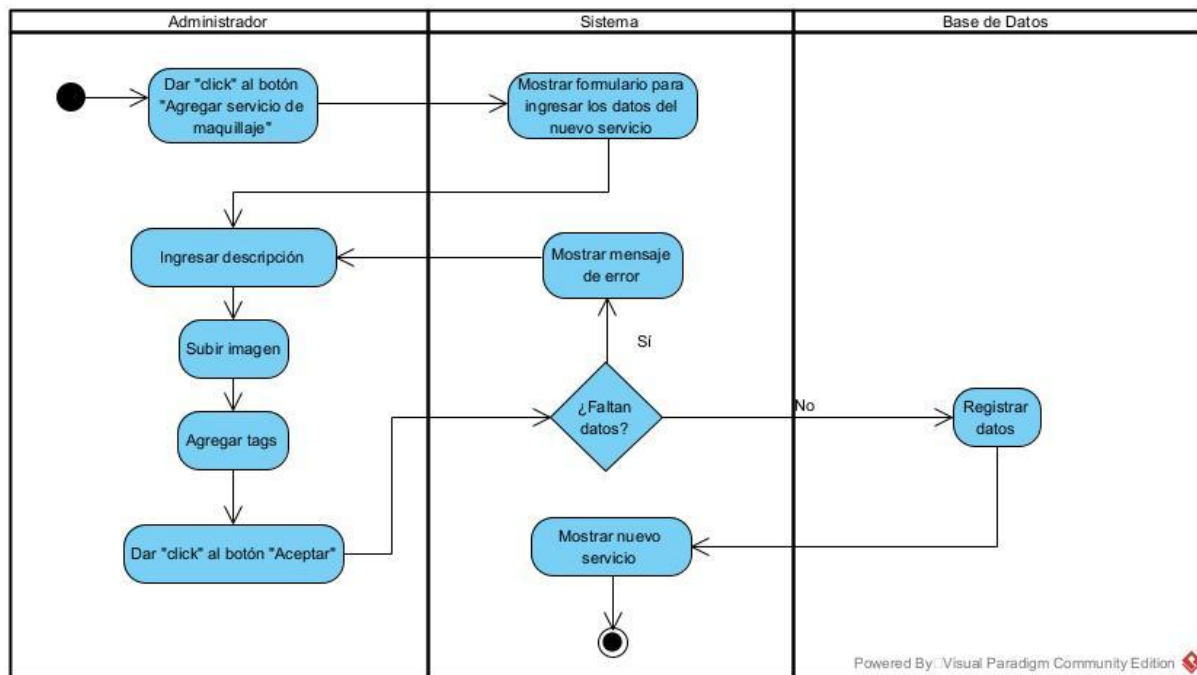 Administrador
Sistema
Base de Datos
Dar "click" al botón
"Agregar servicio de
maquillaje"
Mostrar formulario para
ingresar los datos del
nuevo servicio
Ingresar descripción
Mostrar mensaje
de error
Subir imagen
Sí
¿Faltan
datos?
No
Registrar
datos
Agregar tags
Dar "click" al botón "Aceptar"
Mostrar nuevo
servicio
Powered By Visual Paradigm Community Edition